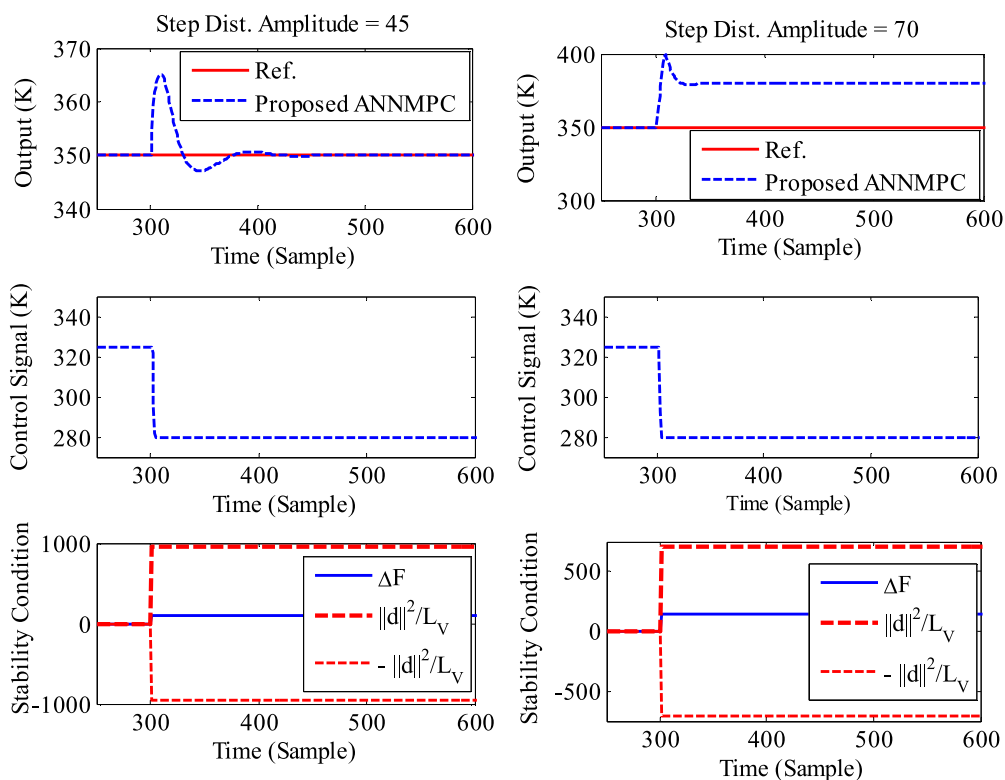 Step Dist. Amplitude = 45
370
360
350
340
Output (K)
Ref.
Proposed ANNMPC
300
400
500
600
Time (Sample)
Step Dist. Amplitude = 70
400
350
300
Output (K)
Ref.
Proposed ANNMPC
300
400
500
600
Time (Sample)
340
320
300
280
Control Signal (K)
300
400
500
600
Time (Sample)
340
320
300
280
Control Signal (K)
300
400
500
600
Time (Sample)
1000
0
-1000
Stability Condition
ΔF
||d||²/L_V
- ||d||²/L_V
300
400
500
600
Time (Sample)
500
0
-500
Stability Condition
ΔF
||d||²/L_V
- ||d||²/L_V
300
400
500
600
Time (Sample)